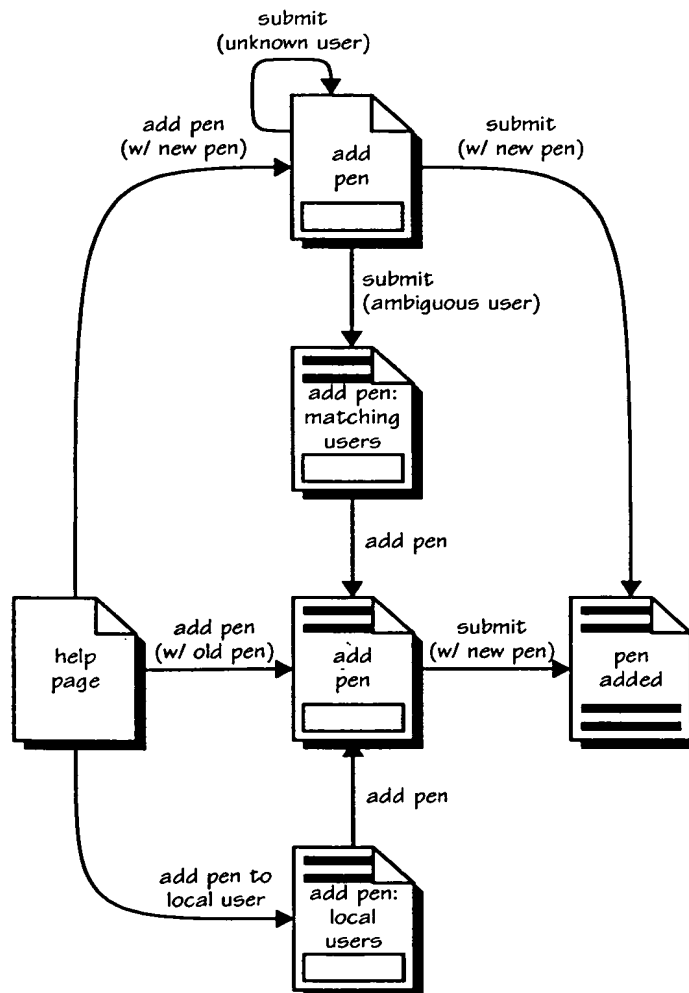 submit
(unknown user)
add pen
(w/ new pen)
submit
(w/ new pen)
add
pen
submit
(ambiguous user)
add pen:
matching
users
add pen
help
page
add pen
(w/ old pen)
add
pen
submit
(w/ new pen)
pen
added
add pen
add pen to
local user
add pen:
local
users